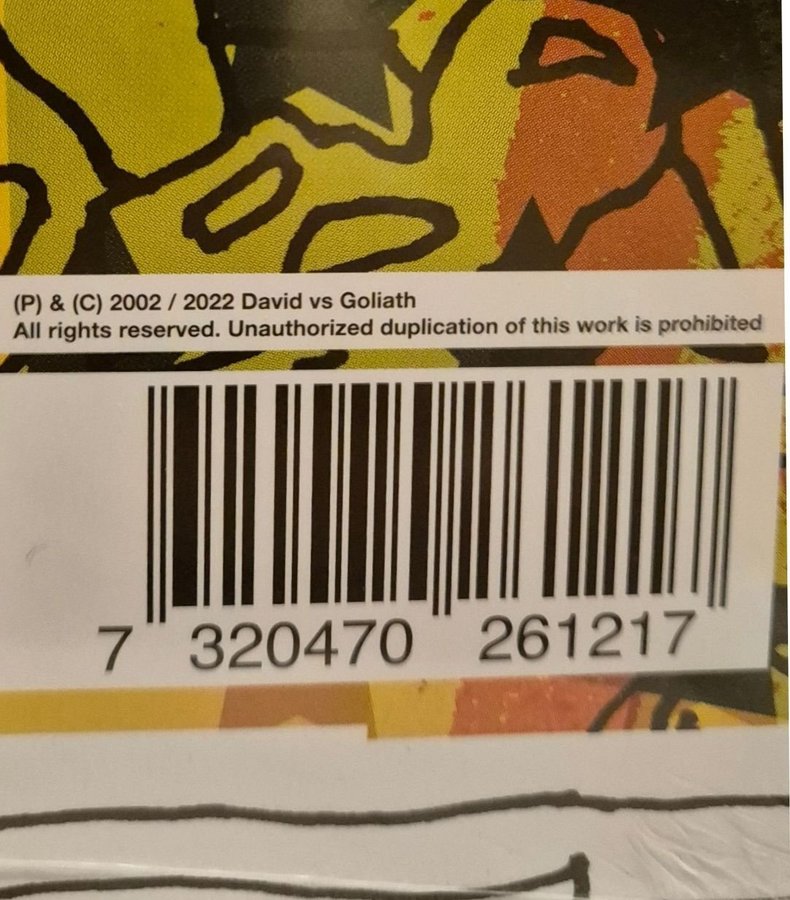 (P) & (C) 2002 / 2022 David vs Goliath
All rights reserved. Unauthorized duplication of this work is prohibited
7 320470 261217